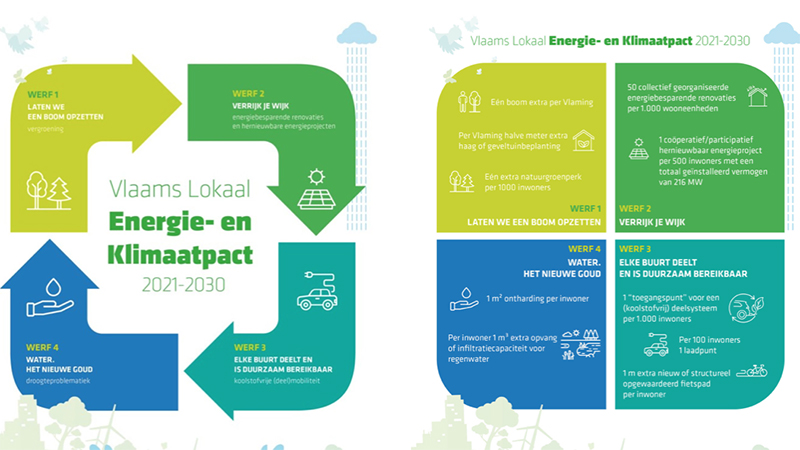 WERF 1
LATEN WE
EEN BOOM OPZETTEN
vergroening
WERF 2
VERRIJK JE WIJK
energiebesparende renovaties
en hernieuwbare energieprojecten
Vlaams Lokaal
Energie- en
Klimaatpact
2021-2030
WERF 4
WATER.
HET NIEUWE GOUD
droogteproblematiek
WERF 3
ELKE BUURT DEELT EN
IS DUURZAAM BEREIKBAAR
koolstofvrije (deel)mobiliteit
Vlaams Lokaal Energie- en Klimaatpact 2021-2030
Eén boom extra per Vlaming
Per Vlaming halve meter extra
haag of geveltuinbeplanting
Eén extra natuurgroenperk
per 1000 inwoners
WERF 1
LATEN WE EEN BOOM OPZETTEN
50 collectief georganiseerde
energiebesparende renovaties
per 1.000 wooneenheden
1 coöperatief/participatief
hernieuwbaar energieproject
per 500 inwoners met een
totaal geïnstalleerd vermogen
van 216 MW
WERF 2
VERRIJK JE WIJK
WERF 4
WATER.
HET NIEUWE GOUD
1 m² ontharding per inwoner
Per inwoner 1 m³ extra opvang
of infiltratiecapaciteit voor
regenwater
WERF 3
ELKE BUURT DEELT
EN IS DUURZAAM BEREIKBAAR
1 "toegangspunt" voor een
(koolstofvrij) deelsysteem
per 1.000 inwoners
Per 100 inwoners
1 laadpunt
1 m extra nieuw of structureel
opgewaardeerd fietspad
per inwoner